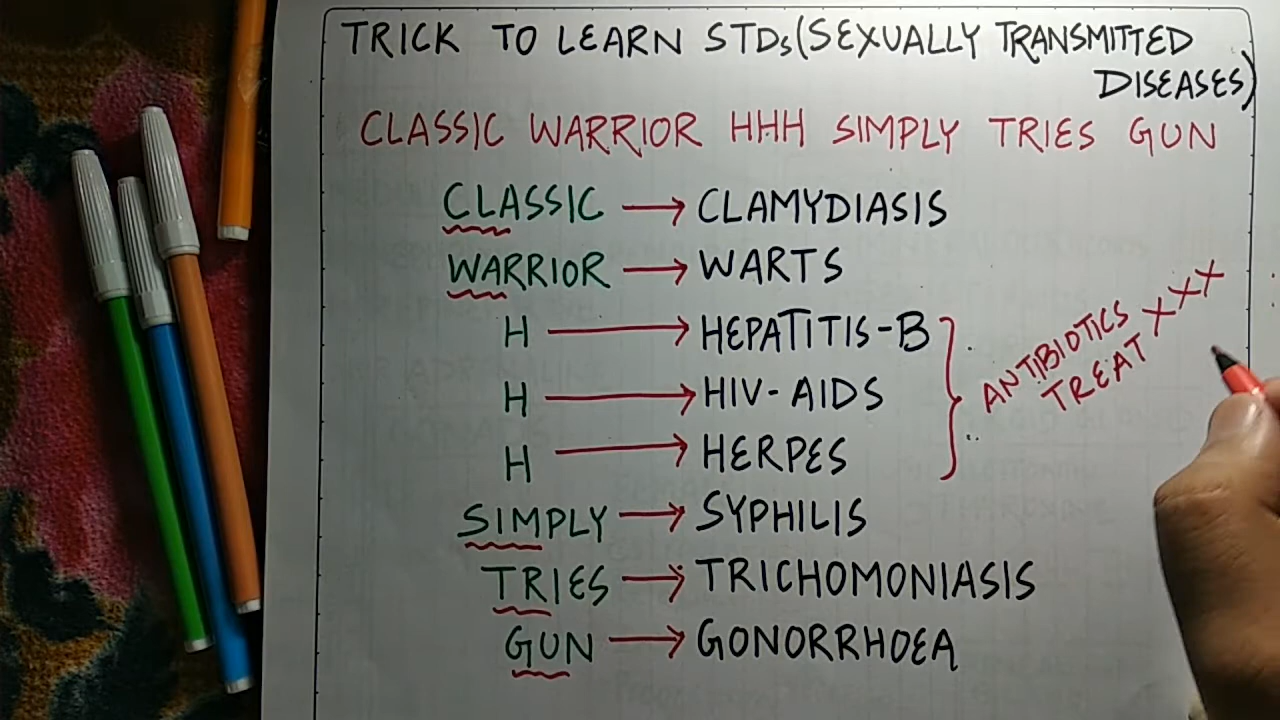 TRICK TO LEARN STDs(SEXUALLY TRANSMITTED
DISEASES)
CLASSIC WARRIOR HHH SIMPLY TRIES GUN
CLASSIC → CLAMYDIASIS
WARRIOR → WARTS
H → HEPATITIS-B
H → HIV-AIDS
H → HERPES
ANTIBIOTICS XXX
TREAT
SIMPLY → SYPHILIS
TRIES → TRICHOMONIASIS
GUN → GONORRHOEA